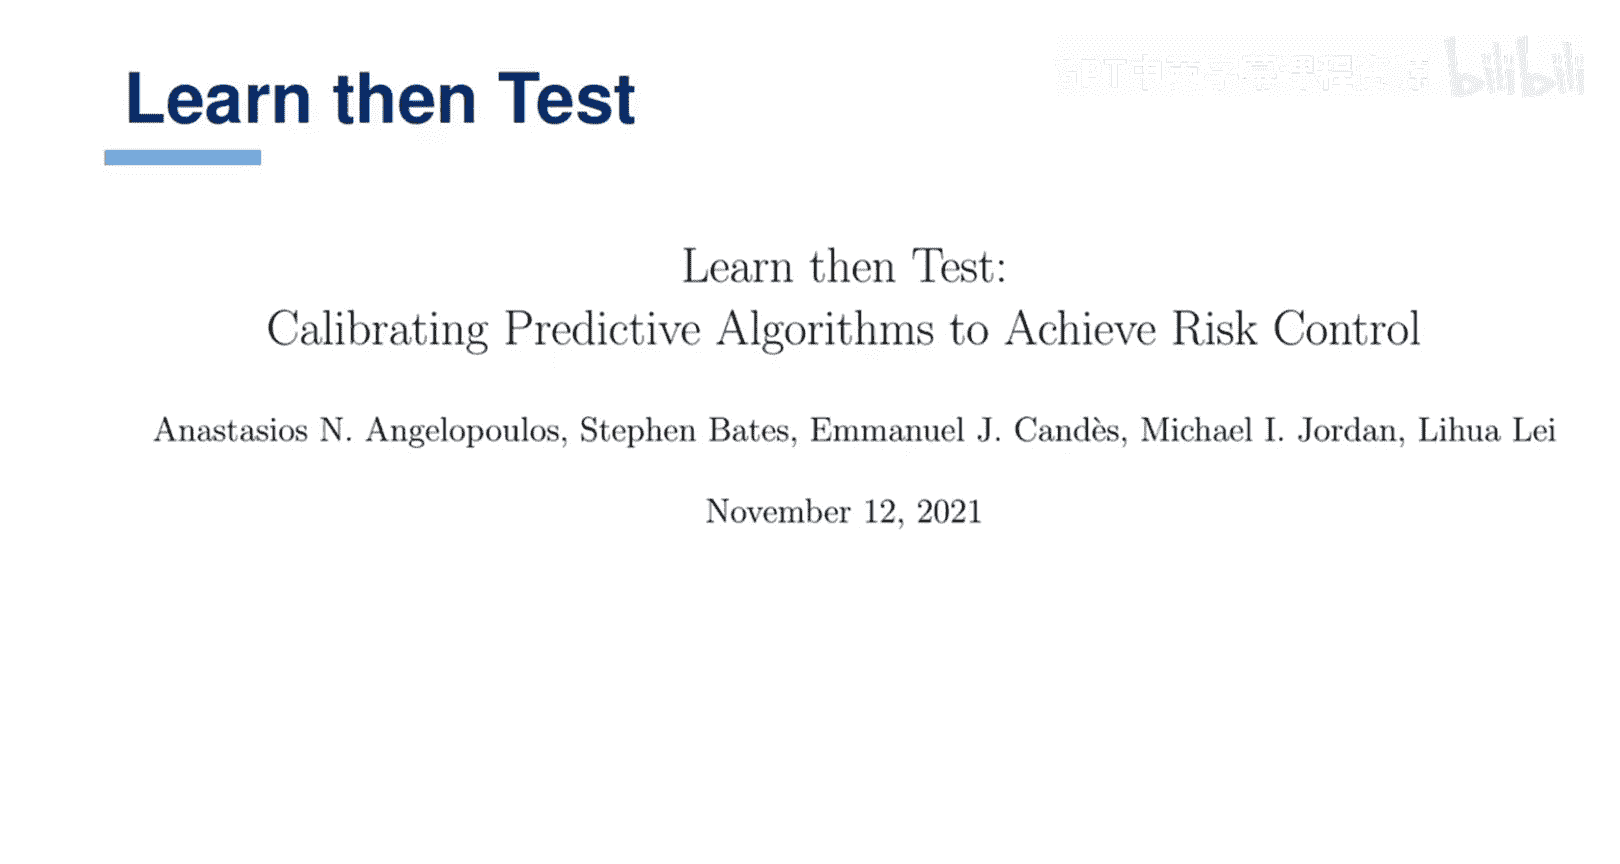 Learn then Test
bilibili
Learn then Test:
Calibrating Predictive Algorithms to Achieve Risk Control
Anastasios N. Angelopoulos, Stephen Bates, Emmanuel J. Candès, Michael I. Jordan, Lihua Lei
November 12, 2021